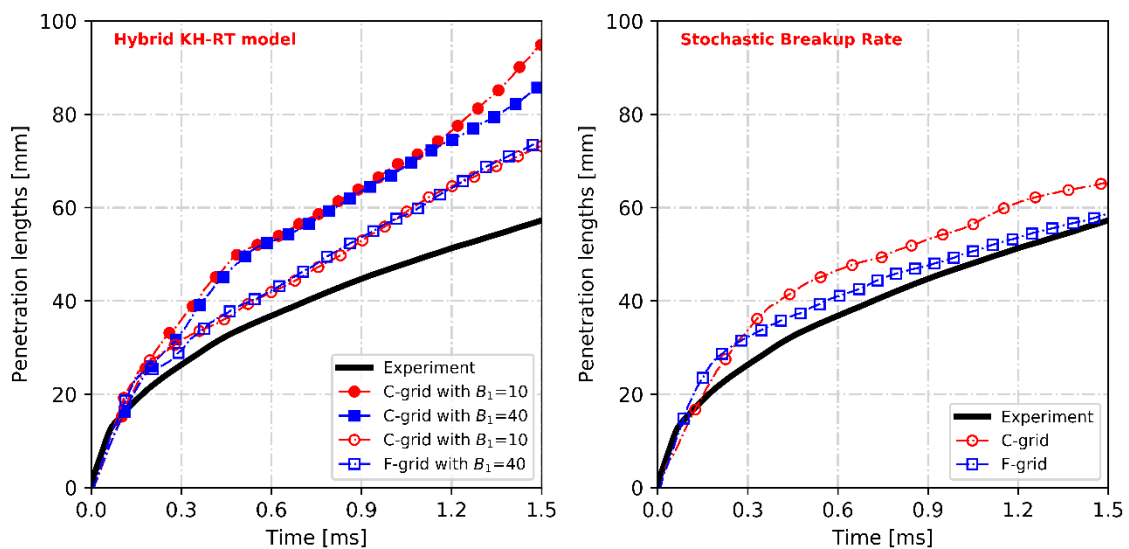 Hybrid KH-RT model
Penetration lengths [mm]
100
80
60
40
20
0
Experiment
C-grid with B₁=10
C-grid with B₁=40
C-grid with B₁=10
F-grid with B₁=40
0.0 0.3 0.6 0.9 1.2 1.5
Time [ms]
Stochastic Breakup Rate
Penetration lengths [mm]
100
80
60
40
20
0
Experiment
C-grid
F-grid
0.0 0.3 0.6 0.9 1.2 1.5
Time [ms]